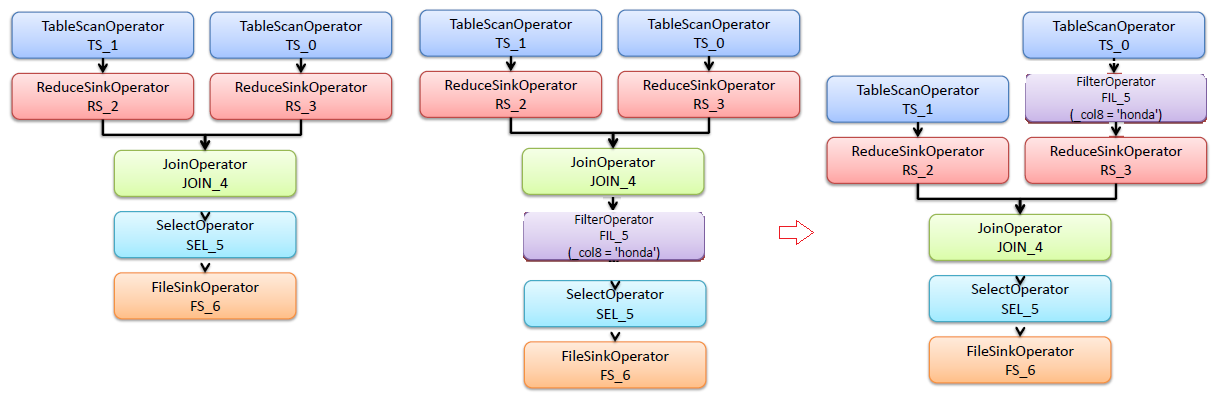 TableScanOperator
TS_1
TableScanOperator
TS_0
ReduceSinkOperator
RS_2
ReduceSinkOperator
RS_3
JoinOperator
JOIN_4
SelectOperator
SEL_5
FileSinkOperator
FS_6
TableScanOperator
TS_1
TableScanOperator
TS_0
ReduceSinkOperator
RS_2
ReduceSinkOperator
RS_3
JoinOperator
JOIN_4
FilterOperator
FIL_5
(_col8 = 'honda')
SelectOperator
SEL_5
FileSinkOperator
FS_6
TableScanOperator
TS_0
TableScanOperator
TS_1
FilterOperator
FIL_5
(_col8 = 'honda')
ReduceSinkOperator
RS_2
ReduceSinkOperator
RS_3
JoinOperator
JOIN_4
SelectOperator
SEL_5
FileSinkOperator
FS_6